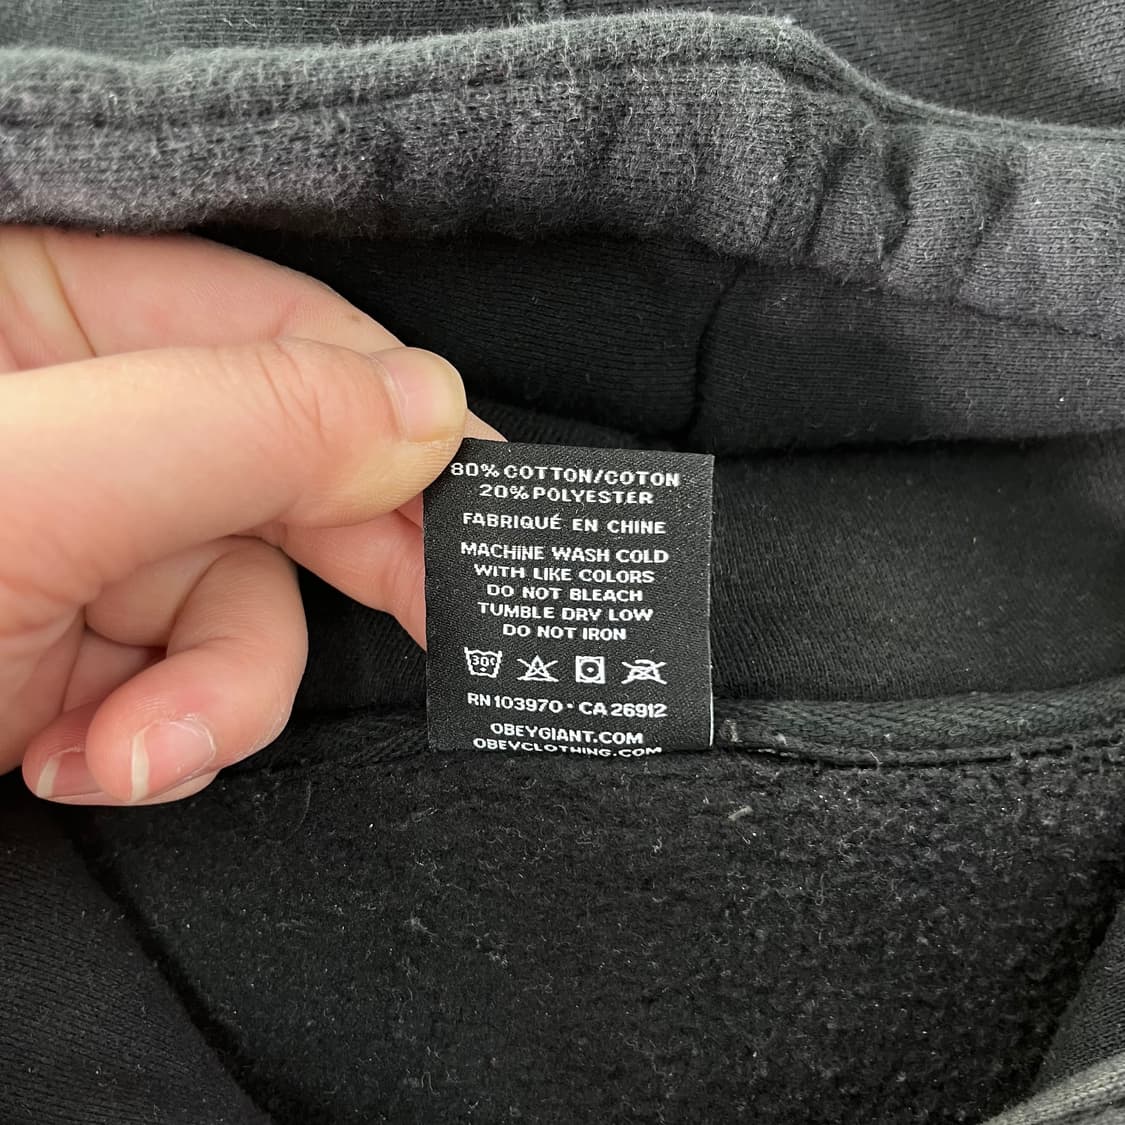 80% COTTON/COTON
20% POLYESTER
FABRIQUÉ EN CHINE
MACHINE WASH COLD
WITH LIKE COLORS
DO NOT BLEACH
TUMBLE DRY LOW
DO NOT IRON
30C
RN 103970 • CA 26912
OBEYGIANT.COM
OBEYCLOTHING.COM